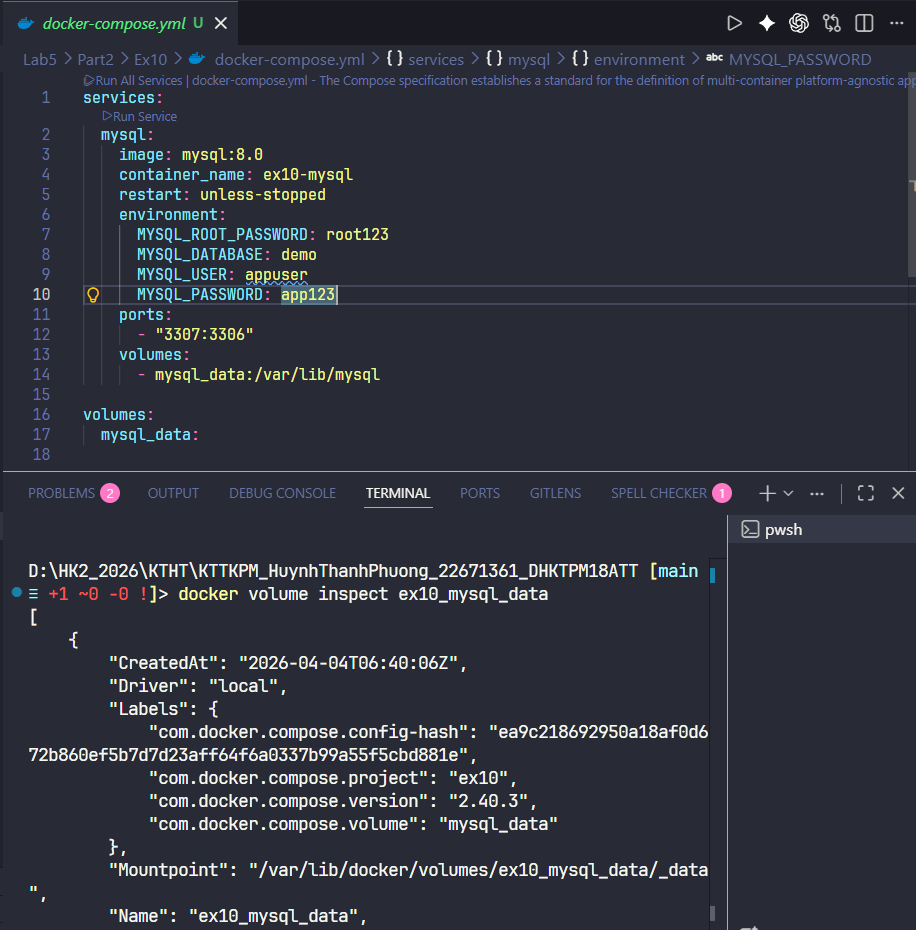 docker-compose.yml U
Lab5 > Part2 > Ex10 > docker-compose.yml > {} services > {} mysql > {} environment > abc MYSQL_PASSWORD
▷Run All Services | docker-compose.yml - The Compose specification establishes a standard for the definition of multi-container platform-agnostic app
1 services:
▷Run Service
2 mysql:
3 image: mysql:8.0
4 container_name: ex10-mysql
5 restart: unless-stopped
6 environment:
7 MYSQL_ROOT_PASSWORD: root123
8 MYSQL_DATABASE: demo
9 MYSQL_USER: appuser
10 MYSQL_PASSWORD: app123
11 ports:
12 - "3307:3306"
13 volumes:
14 - mysql_data:/var/lib/mysql
15
16 volumes:
17 mysql_data:
18
PROBLEMS 2 OUTPUT DEBUG CONSOLE TERMINAL PORTS GITLENS SPELL CHECKER 1
pwsh
D:\HK2_2026\KTHT\KTTKPM_HuynhThanhPhuong_22671361_DHKTPM18ATT [main
≡ +1 ~0 -0 !]> docker volume inspect ex10_mysql_data
[
{
"CreatedAt": "2026-04-04T06:40:06Z",
"Driver": "local",
"Labels": {
"com.docker.compose.config-hash": "ea9c218692950a18af0d6
72b860ef5b7d7d23aff64f6a0337b99a55f5cbd881e",
"com.docker.compose.project": "ex10",
"com.docker.compose.version": "2.40.3",
"com.docker.compose.volume": "mysql_data"
},
"Mountpoint": "/var/lib/docker/volumes/ex10_mysql_data/_data
",
"Name": "ex10_mysql_data",